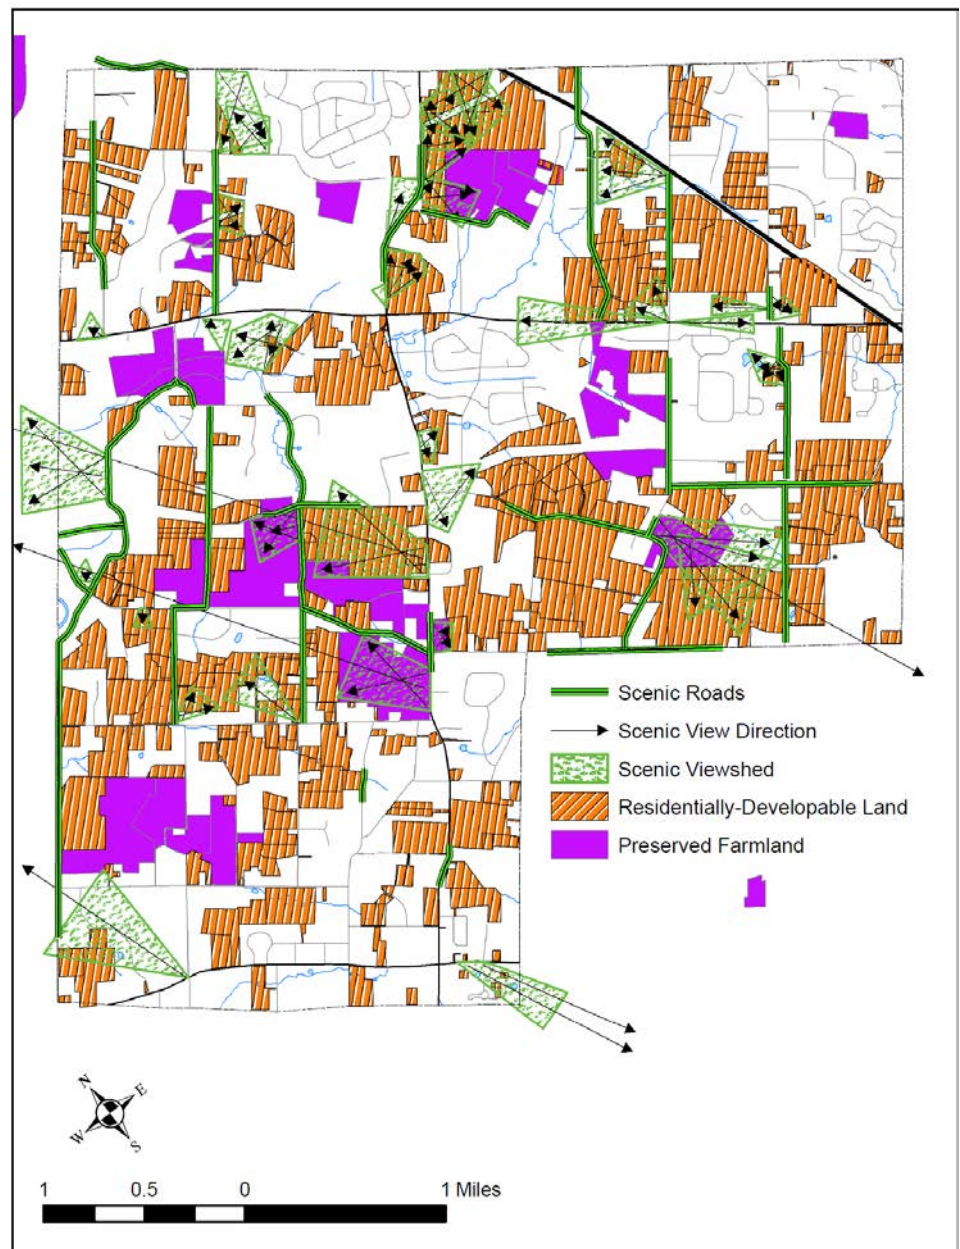 Scenic Roads
Scenic View Direction
Scenic Viewshed
Residentially-Developable Land
Preserved Farmland
N
E
W
S
1 0.5 0 1 Miles